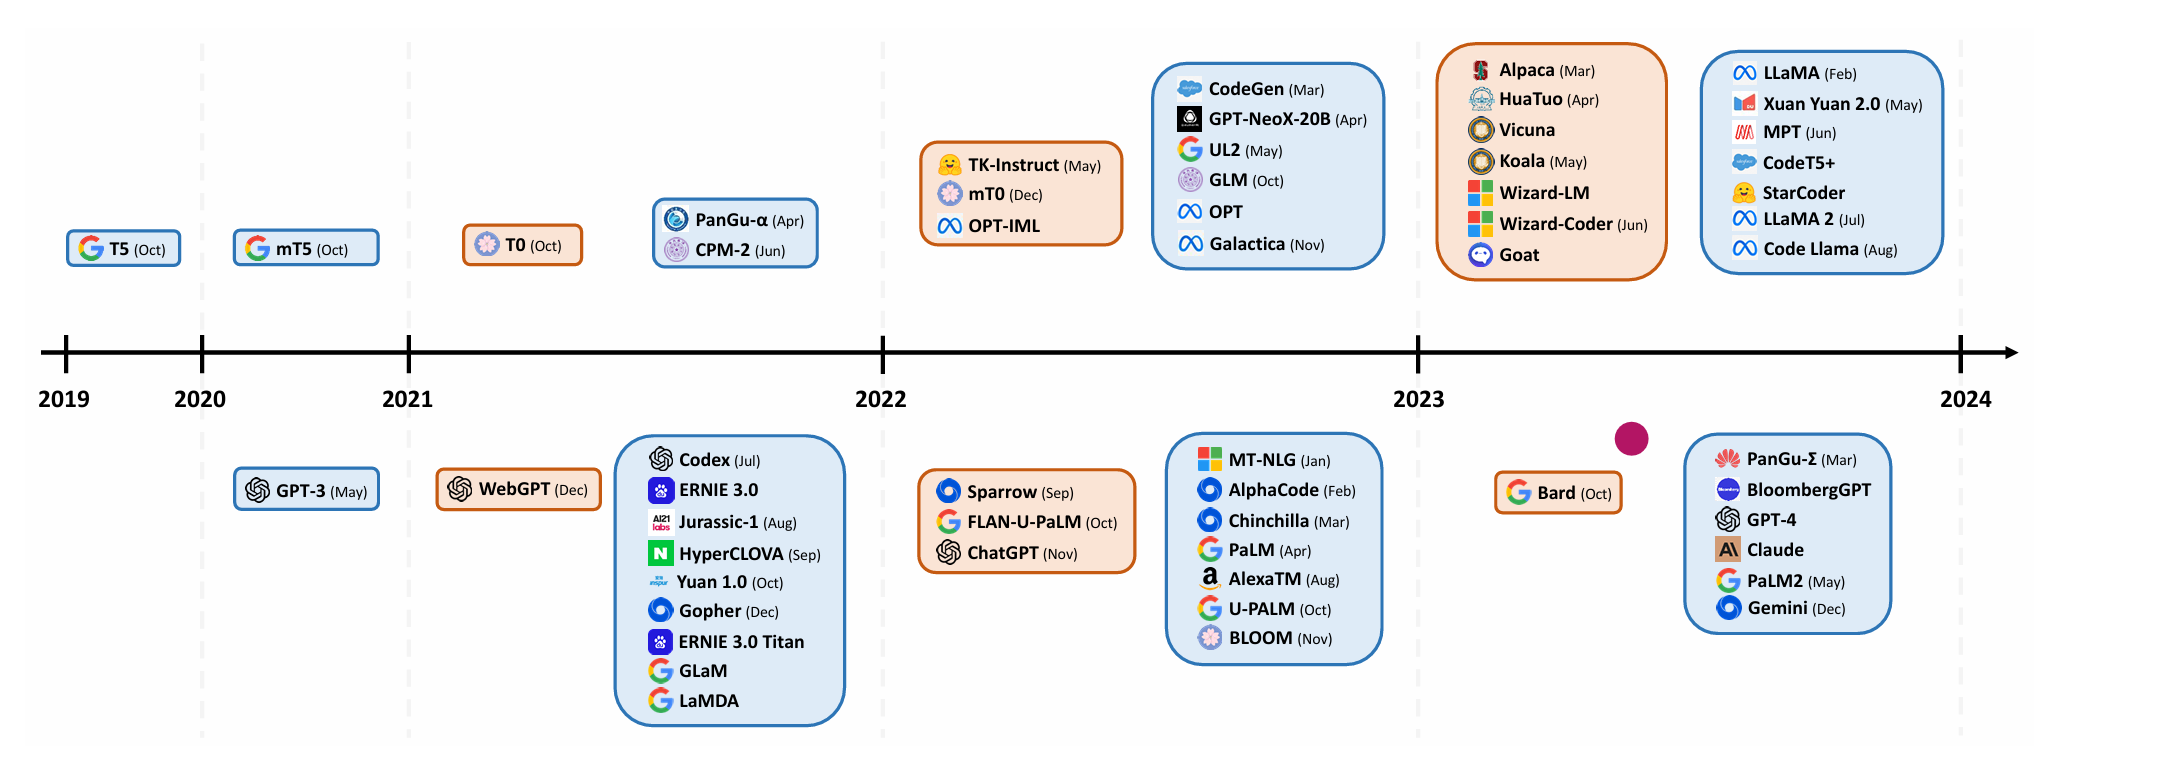 T5 (Oct)
mT5 (Oct)
T0 (Oct)
PanGu-α (Apr)
CPM-2 (Jun)
TK-Instruct (May)
mT0 (Dec)
OPT-IML
CodeGen (Mar)
GPT-NeoX-20B (Apr)
UL2 (May)
GLM (Oct)
OPT
Galactica (Nov)
Alpaca (Mar)
HuaTuo (Apr)
Vicuna
Koala (May)
Wizard-LM
Wizard-Coder (Jun)
Goat
LLaMA (Feb)
Xuan Yuan 2.0 (May)
MPT (Jun)
CodeT5+
StarCoder
LLaMA 2 (Jul)
Code Llama (Aug)
2019 2020 2021 2022 2023 2024
GPT-3 (May)
WebGPT (Dec)
Codex (Jul)
ERNIE 3.0
AI21 labs Jurassic-1 (Aug)
HyperCLOVA (Sep)
inspur Yuan 1.0 (Oct)
Gopher (Dec)
ERNIE 3.0 Titan
GLaM
LaMDA
Sparrow (Sep)
FLAN-U-PaLM (Oct)
ChatGPT (Nov)
MT-NLG (Jan)
AlphaCode (Feb)
Chinchilla (Mar)
PaLM (Apr)
AlexaTM (Aug)
U-PALM (Oct)
BLOOM (Nov)
Bard (Oct)
PanGu-Σ (Mar)
BloombergGPT
GPT-4
Claude
PaLM2 (May)
Gemini (Dec)